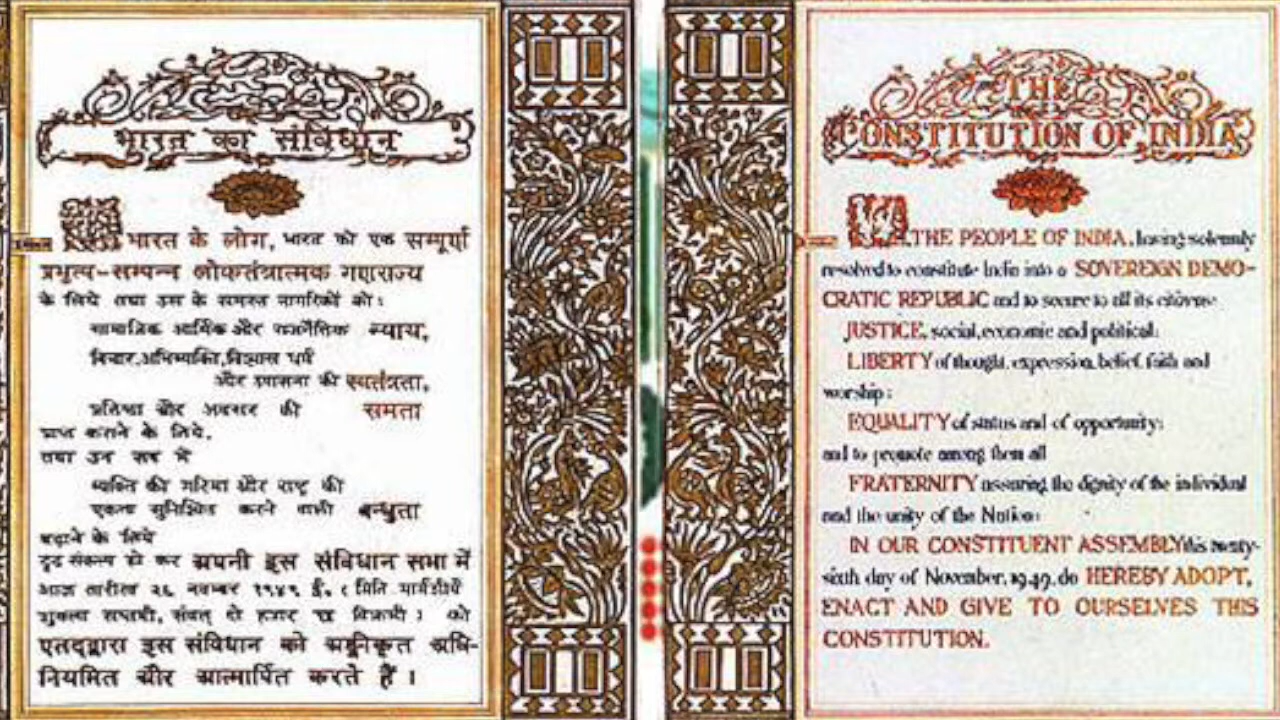 भारत का संविधान
भारत के लोग, भारत को एक सम्पूर्ण
प्रभुत्व-सम्पन्न लोकतंत्रात्मक गणराज्य
के लिये तथा उस के समस्त नागरिकों को:
सामाजिक आर्थिक और राजनैतिक न्याय,
विचार, अभिव्यक्ति, विश्वास धर्म
और उपासना की स्वतंत्रता,
प्रतिष्ठा और अवसर की समता
प्राप्त कराने के लिये,
तथा उन सब में
व्यक्ति की गरिमा और राष्ट्र की
एकता सुनिश्चित करने वाली बन्धुता
बढ़ाने के लिये
दृढ़ संकल्प हो कर अपनी इस संविधान सभा में
आज तारीख २६ नवम्बर १९४९ ई. (मिति मार्गशीर्ष
शुक्ला सप्तमी, संवत् दो हजार छ विक्रमी) को
एतद्द्वारा इस संविधान को अङ्गीकृत अधि-
नियमित और आत्मार्पित करते हैं।
THE
CONSTITUTION OF INDIA
THE PEOPLE OF INDIA, having solemnly
resolved to constitute India into a SOVEREIGN DEMO-
CRATIC REPUBLIC and to secure to all its citizens:
JUSTICE, social, economic and political;
LIBERTY of thought, expression, belief, faith and
worship;
EQUALITY of status and of opportunity;
and to promote among them all
FRATERNITY assuring the dignity of the individual
and the unity of the Nation;
IN OUR CONSTITUENT ASSEMBLY this twenty-
sixth day of November, 1949, do HEREBY ADOPT,
ENACT AND GIVE TO OURSELVES THIS
CONSTITUTION.